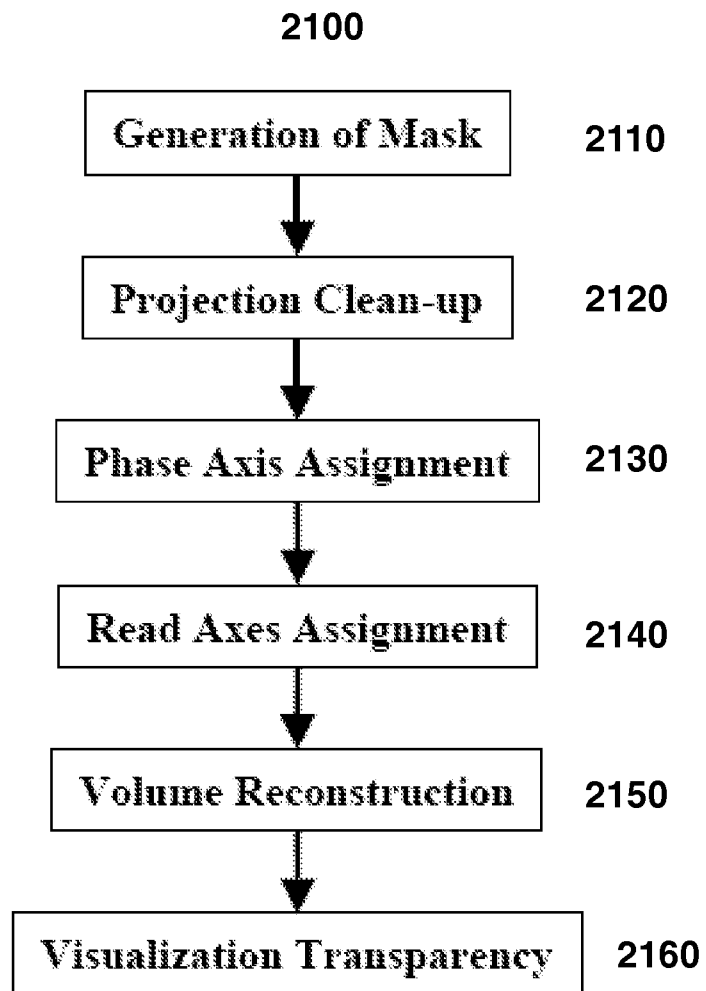 2100
Generation of Mask 2110
Projection Clean-up 2120
Phase Axis Assignment 2130
Read Axes Assignment 2140
Volume Reconstruction 2150
Visualization Transparency 2160